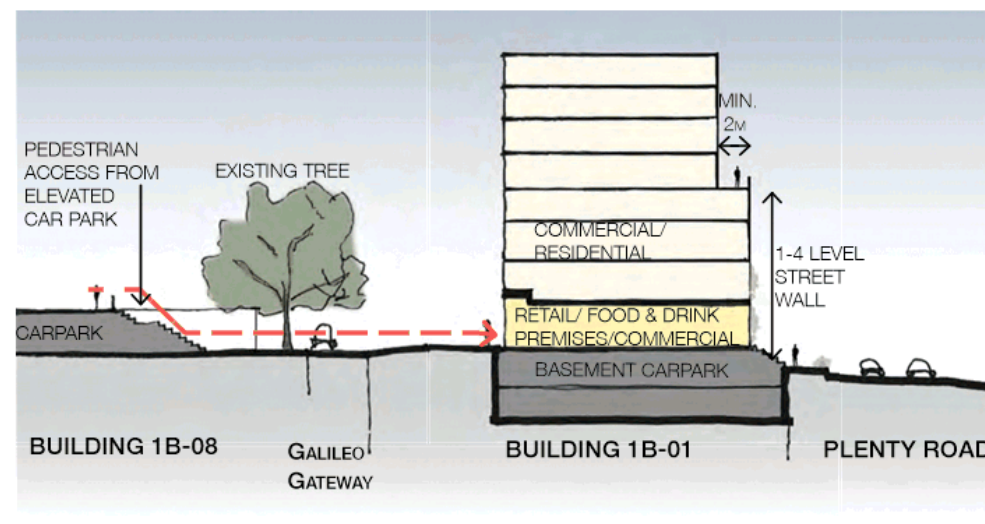 MIN.
2M
PEDESTRIAN
ACCESS FROM
ELEVATED
CAR PARK
EXISTING TREE
COMMERCIAL/
RESIDENTIAL
1-4 LEVEL
STREET
WALL
RETAIL/ FOOD & DRINK
PREMISES/COMMERCIAL
CARPARK
BASEMENT CARPARK
BUILDING 1B-08
GALILEO
GATEWAY
BUILDING 1B-01
PLENTY ROAD